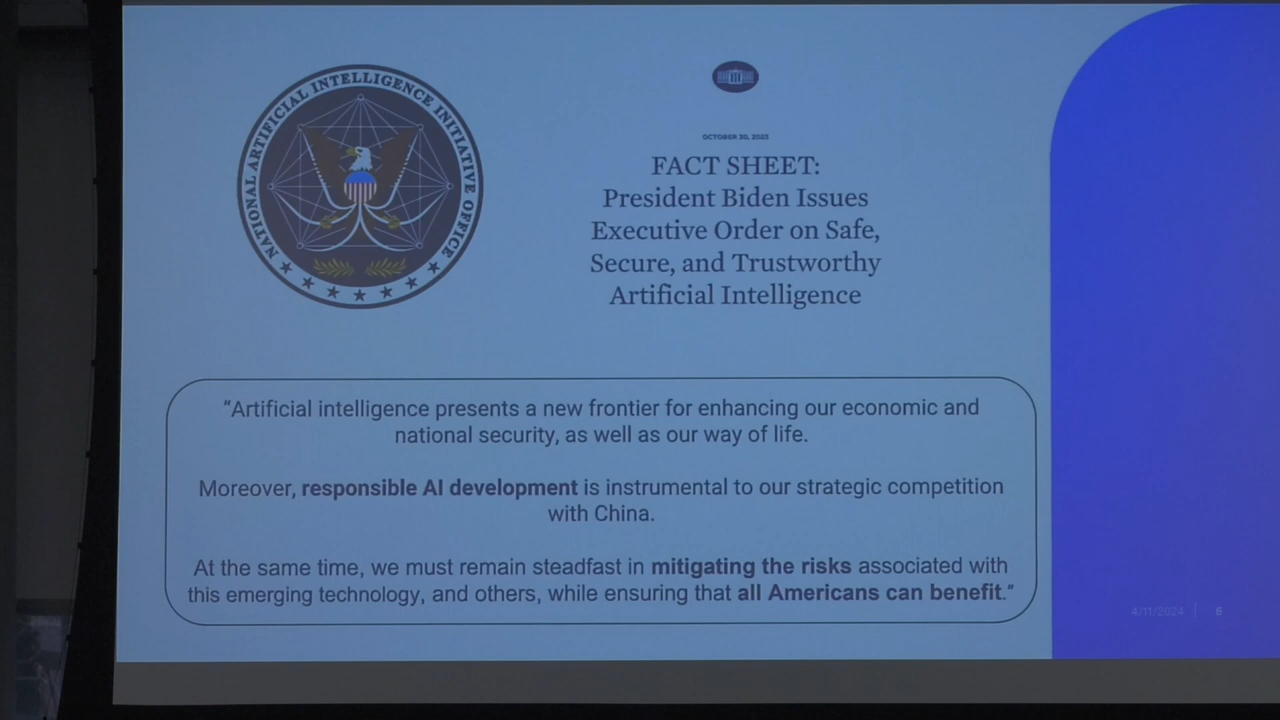 NATIONAL ARTIFICIAL INTELLIGENCE INITIATIVE OFFICE
OCTOBER 30, 2023
FACT SHEET:
President Biden Issues
Executive Order on Safe,
Secure, and Trustworthy
Artificial Intelligence
“Artificial intelligence presents a new frontier for enhancing our economic and
national security, as well as our way of life.
Moreover, responsible AI development is instrumental to our strategic competition
with China.
At the same time, we must remain steadfast in mitigating the risks associated with
this emerging technology, and others, while ensuring that all Americans can benefit.”
4/11/2024 | 6